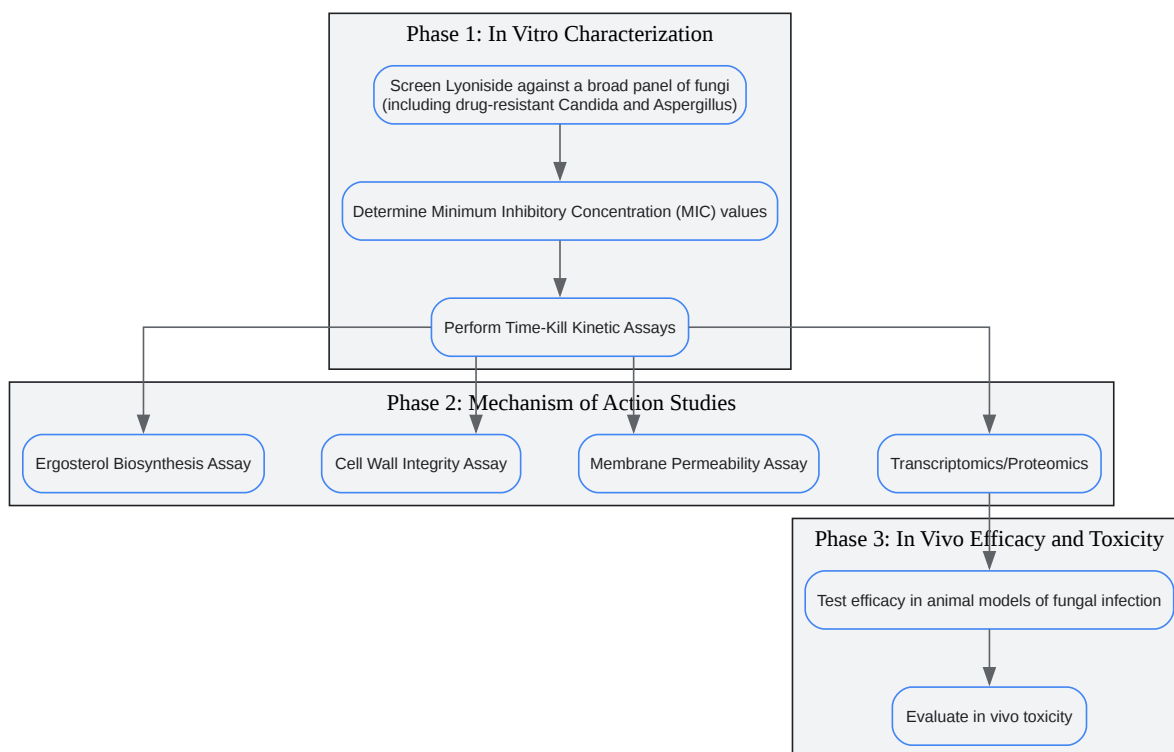 Phase 1: In Vitro Characterization
Screen Lyoniside against a broad panel of fungi
(including drug-resistant Candida and Aspergillus)
Determine Minimum Inhibitory Concentration (MIC) values
Perform Time-Kill Kinetic Assays
Phase 2: Mechanism of Action Studies
Ergosterol Biosynthesis Assay
Cell Wall Integrity Assay
Membrane Permeability Assay
Transcriptomics/Proteomics
Phase 3: In Vivo Efficacy and Toxicity
Test efficacy in animal models of fungal infection
Evaluate in vivo toxicity